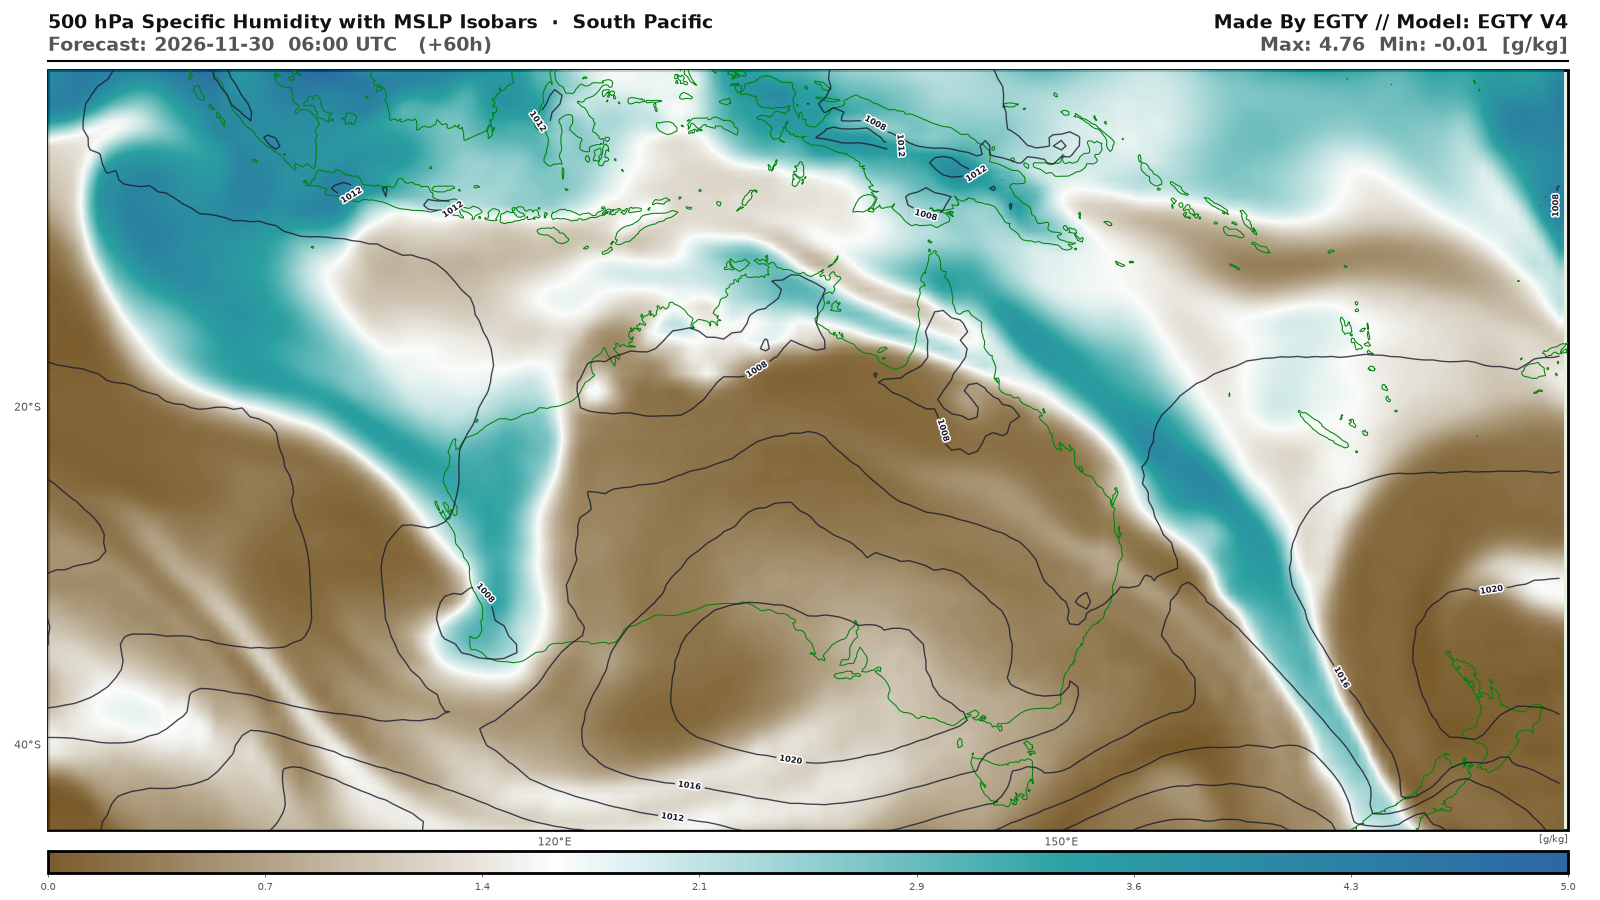 500 hPa Specific Humidity with MSLP Isobars · South Pacific
Made By EGTY // Model: EGTY V4
Forecast: 2026-11-30 06:00 UTC (+60h)
Max: 4.76 Min: -0.01 [g/kg]
1012
1008
1012
1012
1012
1012
1008
1008
20°S
1008
1008
1008
1020
1016
40°S
1020
1016
1012
120°E
150°E
[g/kg]
0.0
0.7
1.4
2.1
2.9
3.6
4.3
5.0